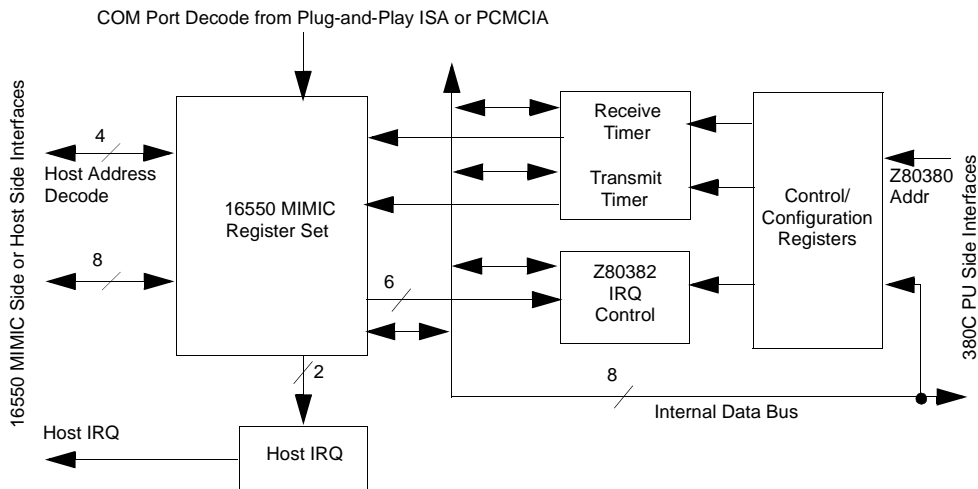 COM Port Decode from Plug-and-Play ISA or PCMCIA
16550 MIMIC Side or Host Side Interfaces
4
Host Address
Decode
8
16550 MIMIC
Register Set
Receive
Timer
Transmit
Timer
Control/
Configuration
Registers
Z80380
Addr
380C PU Side Interfaces
6
Z80382
IRQ
Control
2
8
Internal Data Bus
Host IRQ
Host IRQ